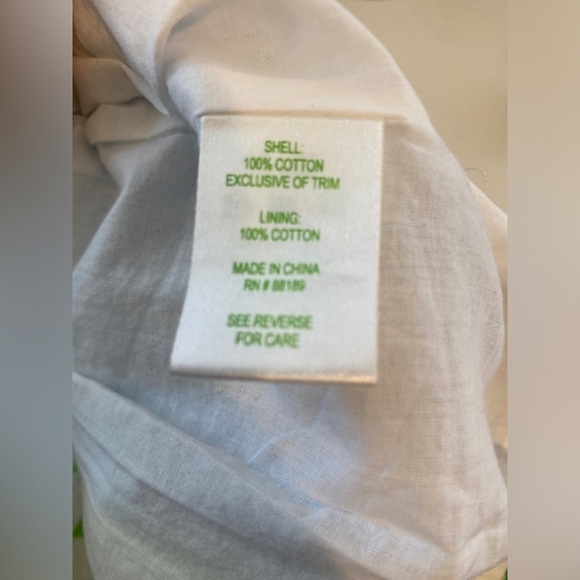 SHELL:
100% COTTON
EXCLUSIVE OF TRIM
LINING:
100% COTTON
MADE IN CHINA
RN # 88189
SEE REVERSE
FOR CARE